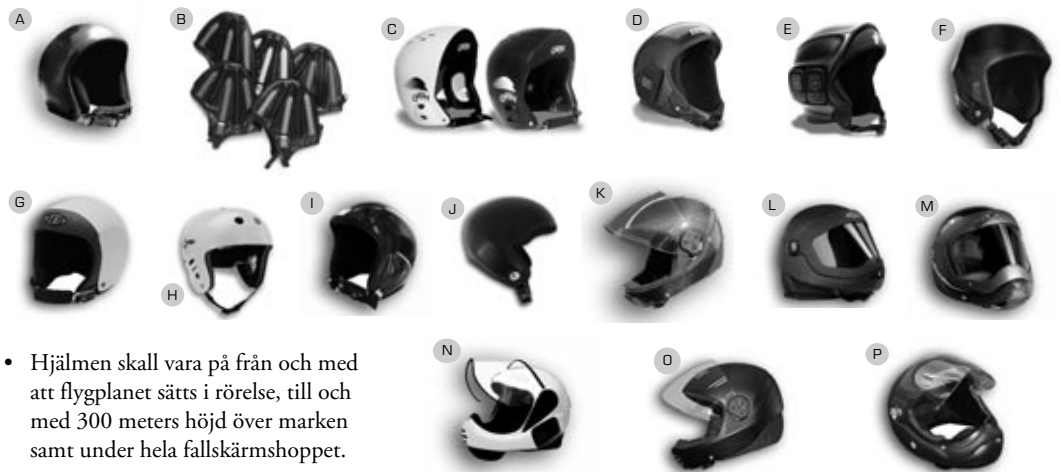 A
B
C
D
E
F
G
H
I
J
K
L
M
N
O
P
• Hjälmen skall vara på från och med
att flygplanet sätts i rörelse, till och
med 300 meters höjd över marken
samt under hela fallskärmshoppet.